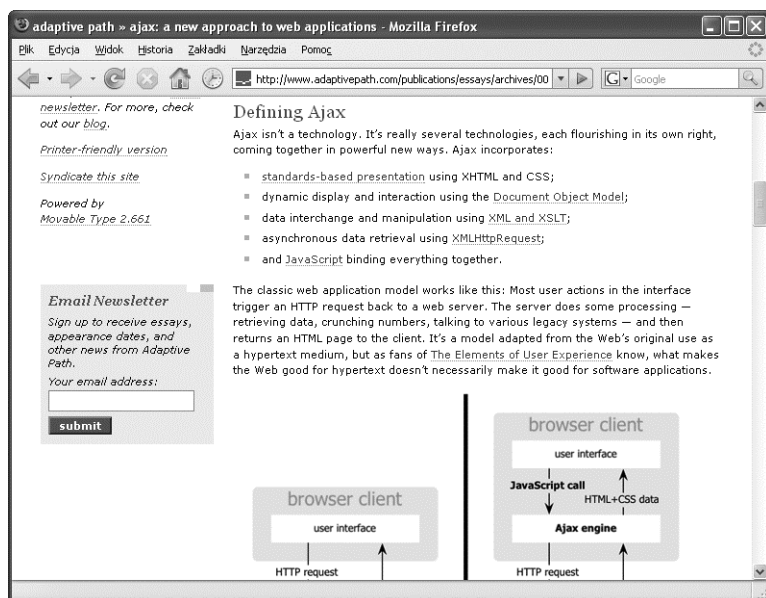 adaptive path » ajax: a new approach to web applications - Mozilla Firefox
Plik Edycja Widok Historia Zakładki Narzędzia Pomoc
http://www.adaptivepath.com/publications/essays/archives/00
G Google
newsletter. For more, check
out our blog.
Printer-friendly version
Syndicate this site
Powered by
Movable Type 2.661
Email Newsletter
Sign up to receive essays,
appearance dates, and
other news from Adaptive
Path.
Your email address:
submit
Defining Ajax
Ajax isn't a technology. It's really several technologies, each flourishing in its own right,
coming together in powerful new ways. Ajax incorporates:
standards-based presentation using XHTML and CSS;
dynamic display and interaction using the Document Object Model;
data interchange and manipulation using XML and XSLT;
asynchronous data retrieval using XMLHttpRequest;
and JavaScript binding everything together.
The classic web application model works like this: Most user actions in the interface
trigger an HTTP request back to a web server. The server does some processing —
retrieving data, crunching numbers, talking to various legacy systems — and then
returns an HTML page to the client. It's a model adapted from the Web's original use as
a hypertext medium, but as fans of The Elements of User Experience know, what makes
the Web good for hypertext doesn't necessarily make it good for software applications.
browser client
user interface
HTTP request
browser client
user interface
JavaScript call
HTML+CSS data
Ajax engine
HTTP request